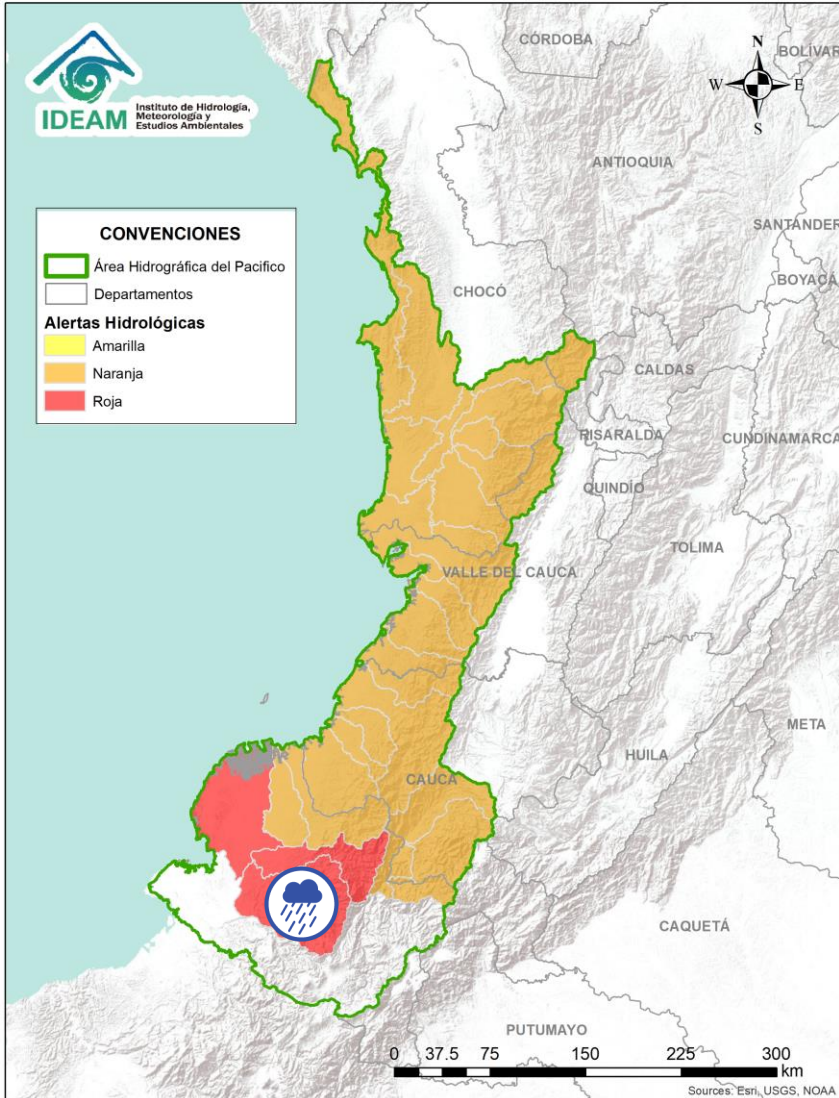 IDEAM
Instituto de Hidrología,
Meteorología y
Estudios Ambientales
CÓRDOBA
BOLÍVAR
N
W
E
S
ANTIOQUIA
SANTANDER
BOYACÁ
CONVENCIONES
Área Hidrográfica del Pacifico
Departamentos
Alertas Hidrológicas
Amarilla
Naranja
Roja
CHOCÓ
CALDAS
RISARALDA
CUNDINAMARCA
QUINDÍO
TOLIMA
VALLE DEL CAUCA
META
HUILA
CAUCA
CAQUETÁ
PUTUMAYO
0 37.5 75 150 225 300
km
Sources: Esri, USGS, NOAA